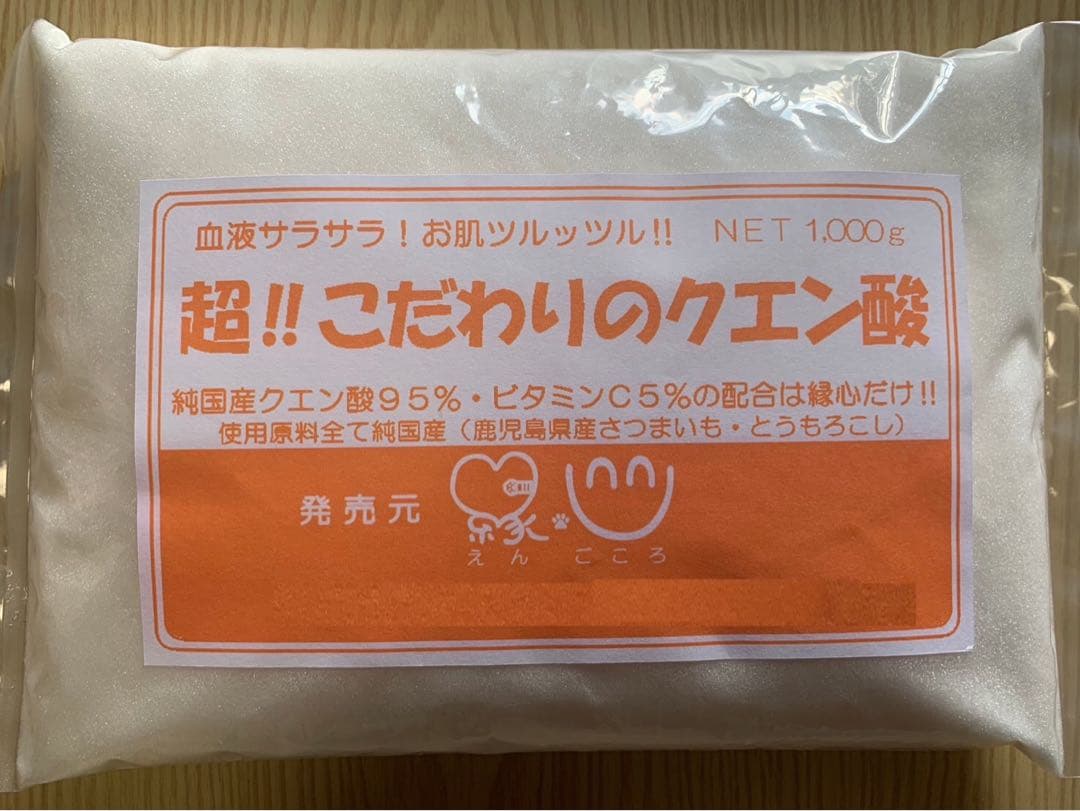 血液サラサラ！お肌ツルッツル!! NET 1,000g
超!!こだわりのクエン酸
純国産クエン酸95%・ビタミンC5%の配合は縁心だけ!!
使用原料全て純国産（鹿児島県産さつまいも・とうもろこし）
発売元 縁
えんごころ